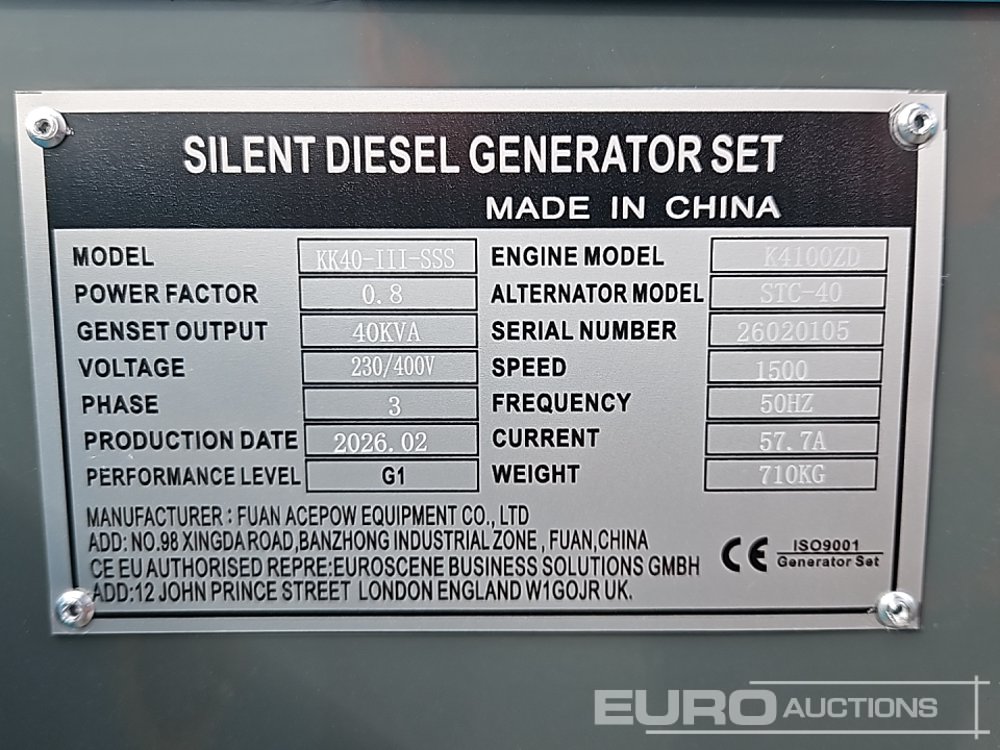 SILENT DIESEL GENERATOR SET
MADE IN CHINA
MODEL KK40-III-SSS ENGINE MODEL K4100ZD
POWER FACTOR 0.8 ALTERNATOR MODEL STC-40
GENSET OUTPUT 40KVA SERIAL NUMBER 26020105
VOLTAGE 230/400V SPEED 1500
PHASE 3 FREQUENCY 50HZ
PRODUCTION DATE 2026.02 CURRENT 57.7A
PERFORMANCE LEVEL G1 WEIGHT 710KG
MANUFACTURER: FUAN ACEPOW EQUIPMENT CO., LTD
ADD: NO.98 XINGDA ROAD,BANZHONG INDUSTRIAL ZONE , FUAN,CHINA
CE EU AUTHORISED REPRE:EUROSCENE BUSINESS SOLUTIONS GMBH
ADD:12 JOHN PRINCE STREET LONDON ENGLAND W1GOJR UK.
CE ISO9001
Generator Set
EURO AUCTIONS